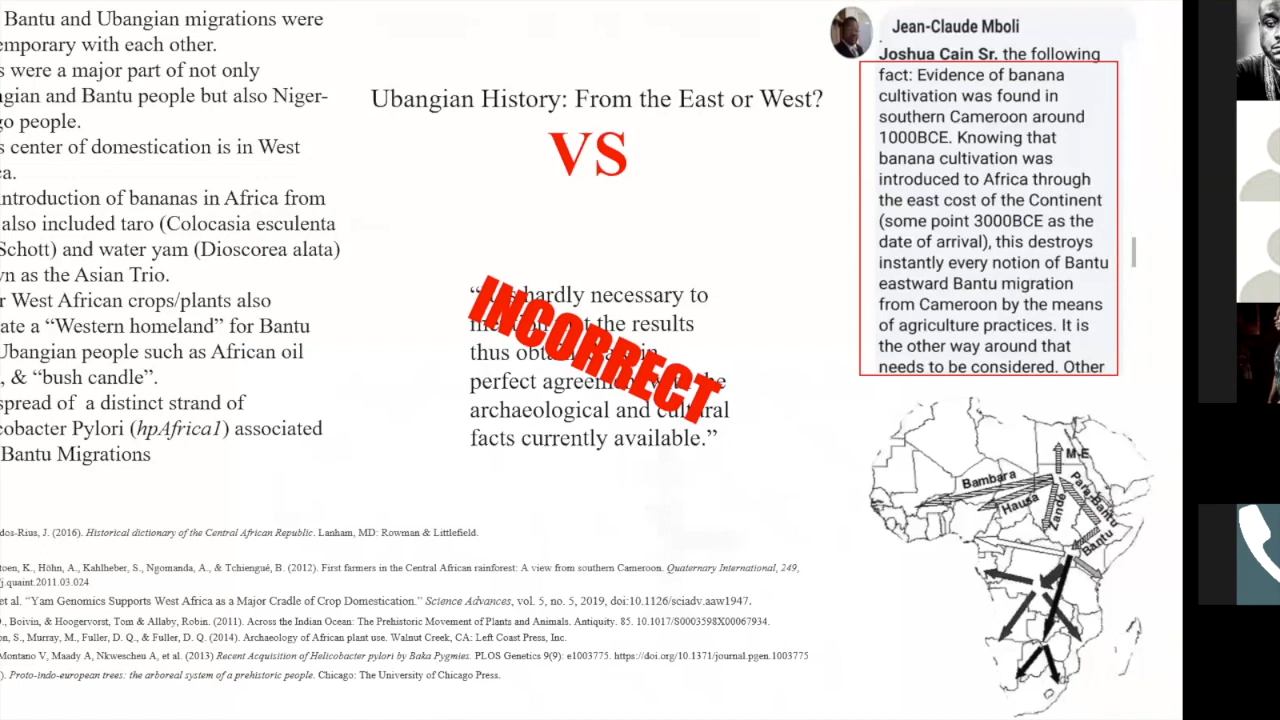 Bantu and Ubangian migrations were
emporary with each other.
s were a major part of not only
ngian and Bantu people but also Niger-
go people.
s center of domestication is in West
ca.
ntroduction of bananas in Africa from
also included taro (Colocasia esculenta
Schott) and water yam (Dioscorea alata)
wn as the Asian Trio.
r West African crops/plants also
ate a “Western homeland” for Bantu
Ubangian people such as African oil
, & “bush candle”.
spread of a distinct strand of
cobacter Pylori (hpAfrica1) associated
Bantu Migrations
Ubangian History: From the East or West?
VS
hardly necessary to
the results
thus
perfect
archaeological and cultural
facts currently available.”
INCORRECT
Jean-Claude Mboli
Joshua Cain Sr. the following
fact: Evidence of banana
cultivation was found in
southern Cameroon around
1000BCE. Knowing that
banana cultivation was
introduced to Africa through
the east cost of the Continent
(some point 3000BCE as the
date of arrival), this destroys
instantly every notion of Bantu
eastward Bantu migration
from Cameroon by the means
of agriculture practices. It is
the other way around that
needs to be considered. Other
M-E
Bambara
Hausa
Zande
Para-Bantu
Bantu
dos-Rius, J. (2016). Historical dictionary of the Central African Republic. Lanham, MD: Rowman & Littlefield.
toen, K., Höhn, A., Kahlheber, S., Ngomanda, A., & Tchiengué, B. (2012). First farmers in the Central African rainforest: A view from southern Cameroon. Quaternary International, 249,
/j.quaint.2011.03.024
et al. “Yam Genomics Supports West Africa as a Major Cradle of Crop Domestication.” Science Advances, vol. 5, no. 5, 2019, doi:10.1126/sciadv.aaw1947.
, Boivin, & Hoogervorst, Tom & Allaby, Robin. (2011). Across the Indian Ocean: The Prehistoric Movement of Plants and Animals. Antiquity. 85. 10.1017/S0003598X00067934.
on, S., Murray, M., Fuller, D. Q., & Fuller, D. Q. (2014). Archaeology of African plant use. Walnut Creek, CA: Left Coast Press, Inc.
Montano V, Maady A, Nkwescheu A, et al. (2013) Recent Acquisition of Helicobacter pylori by Baka Pygmies. PLOS Genetics 9(9): e1003775. https://doi.org/10.1371/journal.pgen.1003775
). Proto-indo-european trees: the arboreal system of a prehistoric people. Chicago: The University of Chicago Press.